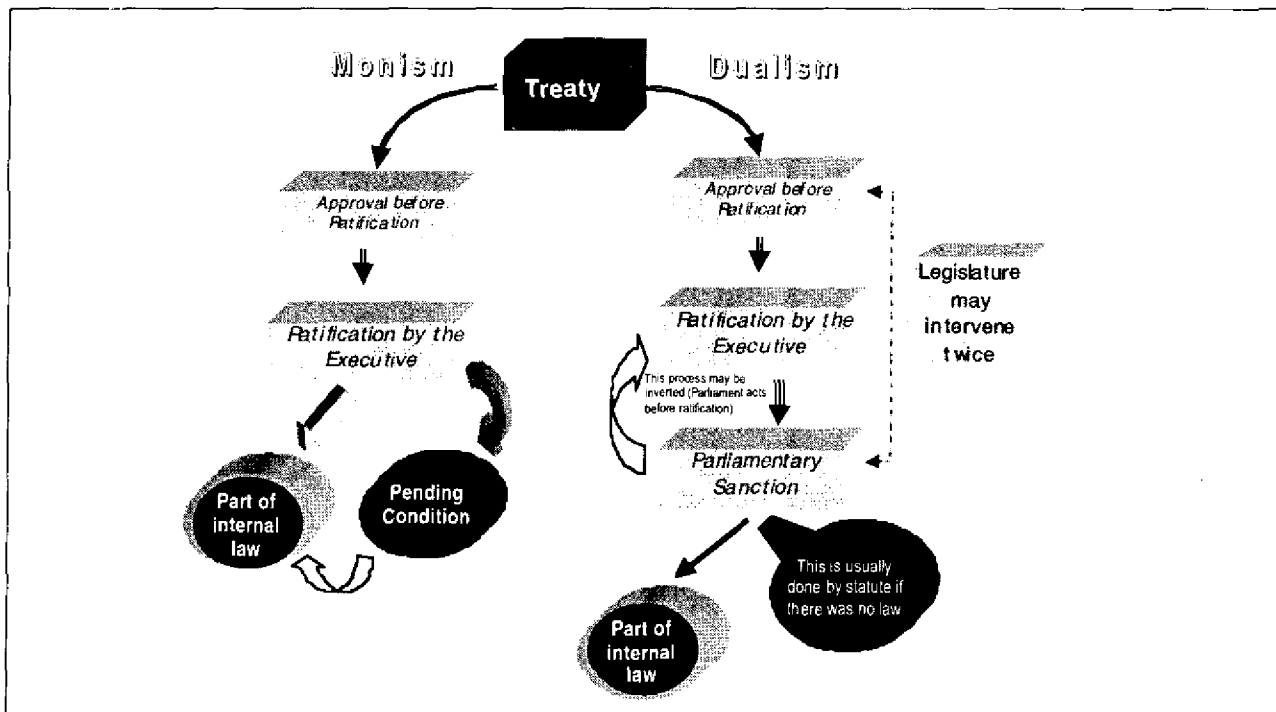 Monism
Treaty
Dualism
Approval before
Ratification
Ratification by the
Executive
Part of
internal
law
Pending
Condition
Approval before
Ratification
Ratification by the
Executive
This process may be
inverted (Parliament acts
before ratification)
Parliamentary
Sanction
Legislature
may
intervene
twice
This is usually
done by statute if
there was no law
Part of
internal
law